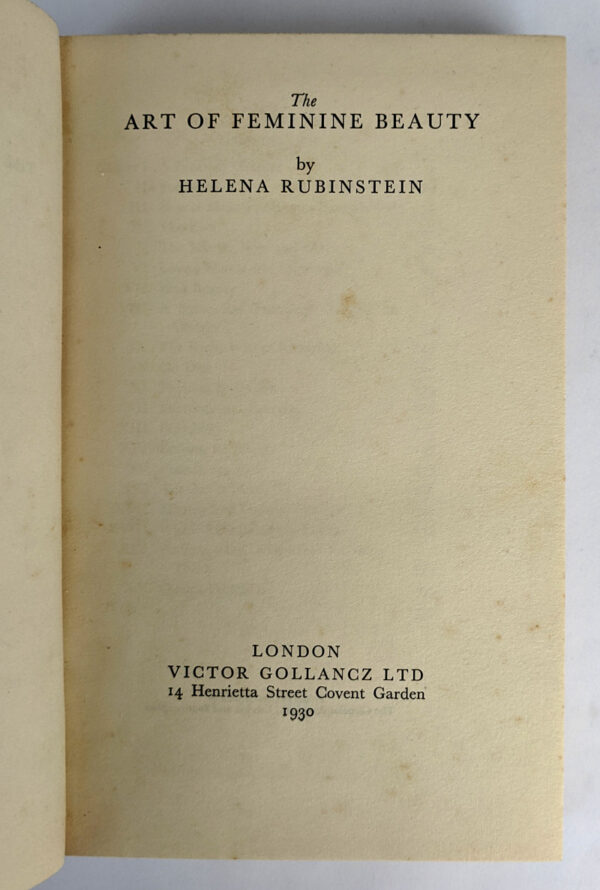 The
ART OF FEMININE BEAUTY
by
HELENA RUBINSTEIN
LONDON
VICTOR GOLLANCZ LTD
14 Henrietta Street Covent Garden
1930